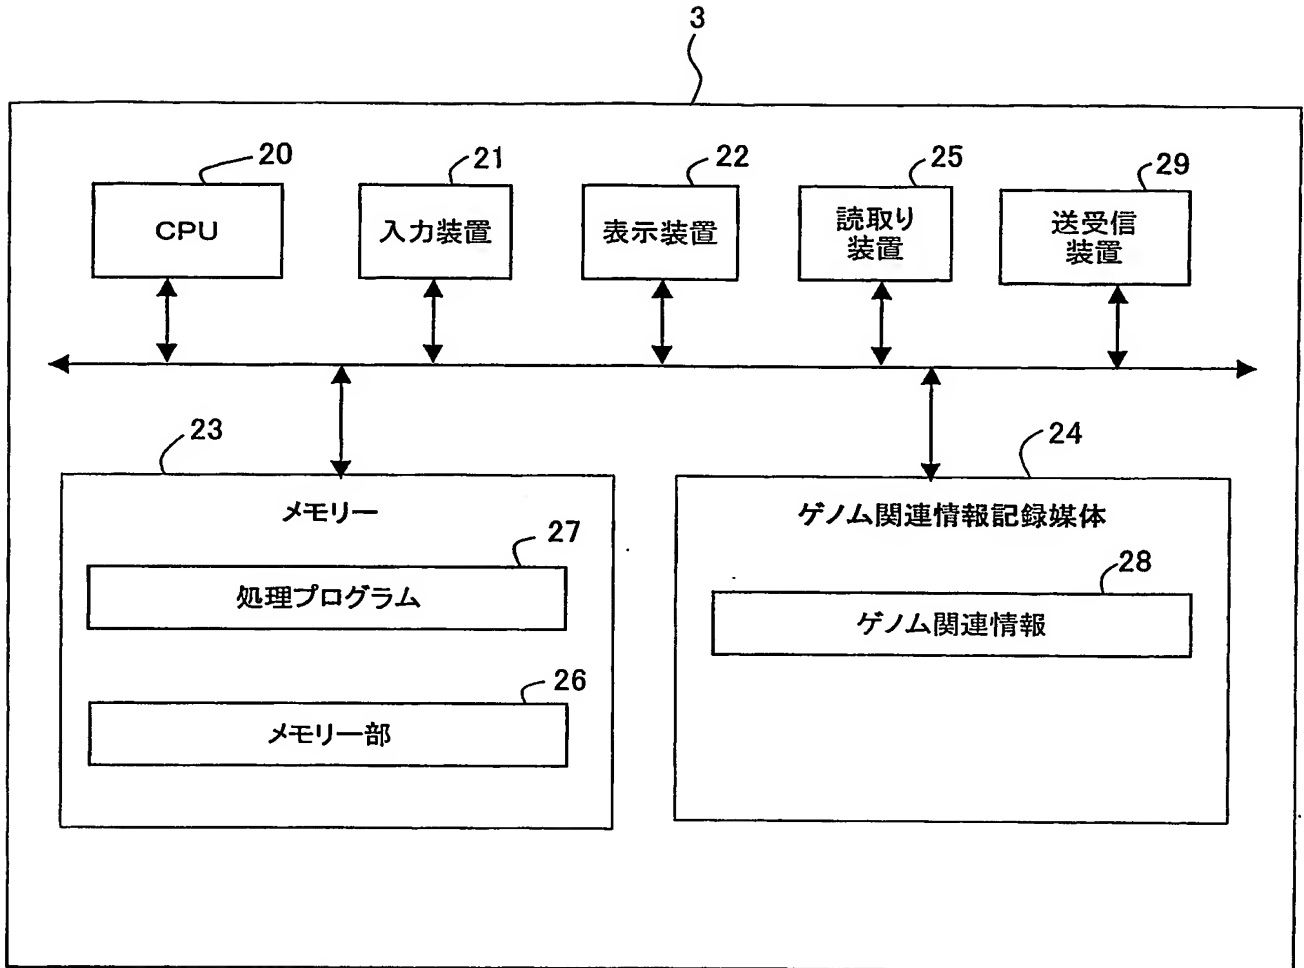 3
20
21
22
25
29
CPU
入力装置
表示装置
読取り
装置
送受信
装置
23
24
メモリー
ゲノム関連情報記録媒体
27
処理プログラム
28
ゲノム関連情報
26
メモリー部